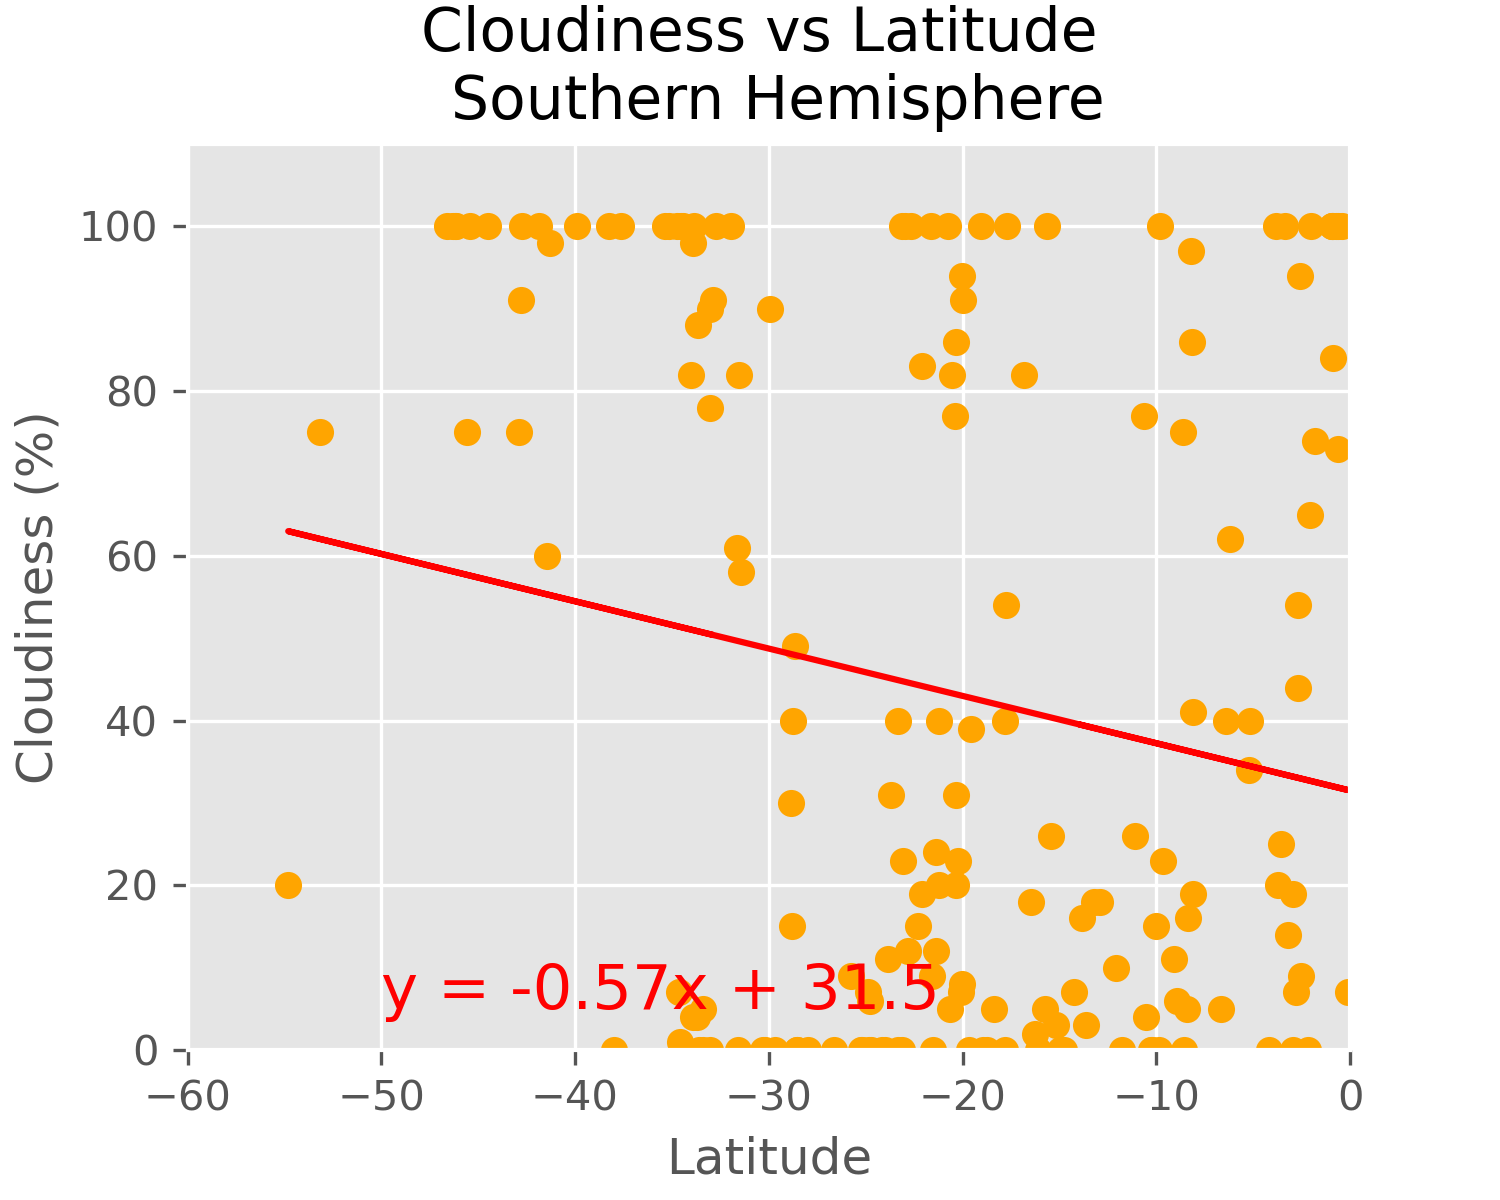 Cloudiness vs Latitude
Southern Hemisphere
Cloudiness (%)
100
80
60
40
20
0
y = -0.57x + 31.5
−60
−50
−40
−30
−20
−10
0
Latitude